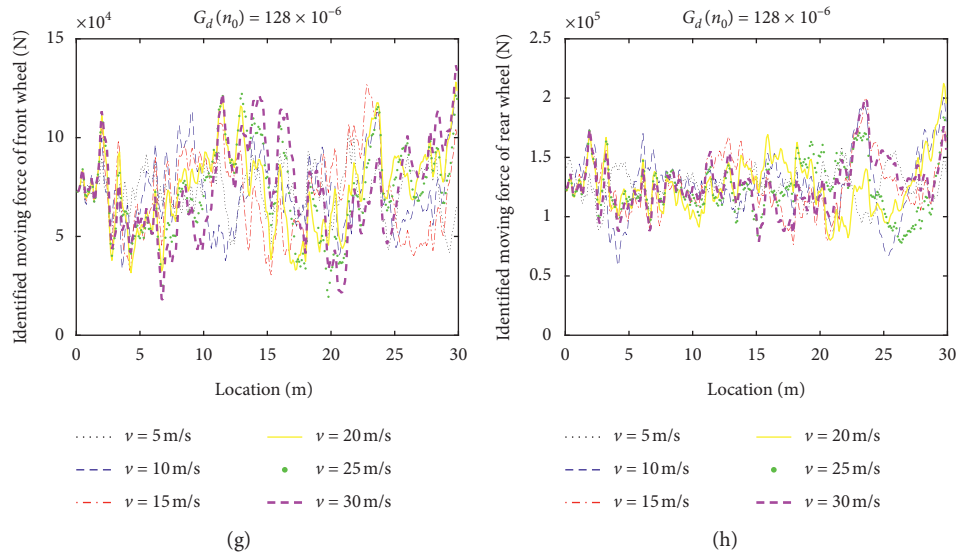 ×10⁴
G_d(n₀) = 128 × 10⁻⁶
15
10
5
0
Identified moving force of front wheel (N)
0 5 10 15 20 25 30
Location (m)
v = 5 m/s
v = 10 m/s
v = 15 m/s
v = 20 m/s
v = 25 m/s
v = 30 m/s
(g)
×10⁵
G_d(n₀) = 128 × 10⁻⁶
2.5
2.0
1.5
1.0
0.5
0
Identified moving force of rear wheel (N)
0 5 10 15 20 25 30
Location (m)
v = 5 m/s
v = 10 m/s
v = 15 m/s
v = 20 m/s
v = 25 m/s
v = 30 m/s
(h)